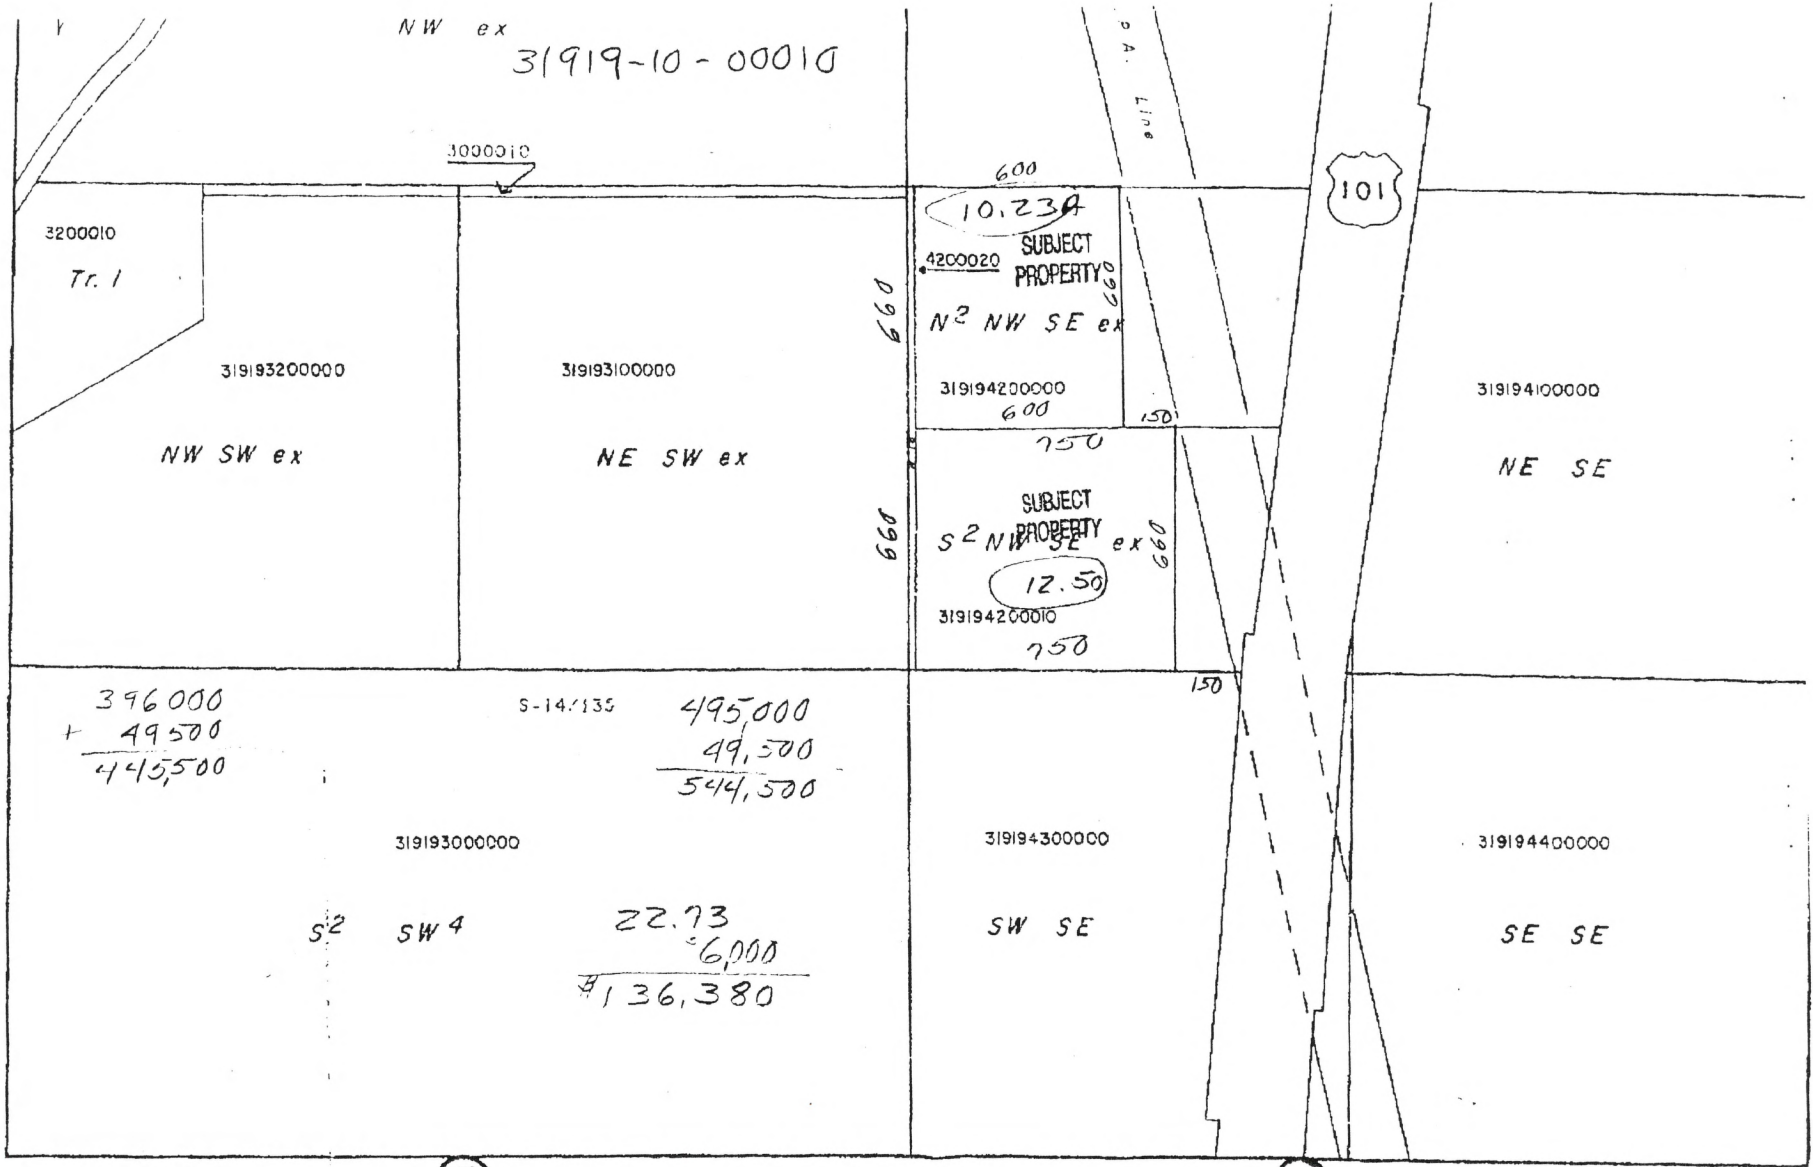 NW ex
31919-10-00010
P.A. Line
3000010
600
101
10.23A
3200010
Tr. 1
4200020
SUBJECT
PROPERTY
660
660
N² NW SE ex
319193200000
319193100000
319194200000
600
150
319194100000
750
NW SW ex
NE SW ex
NE SE
SUBJECT
PROPERTY
660
S² NW SE ex
660
12.50
319194200010
750
150
396000
+ 49500
445,500
S-14/135
495,000
49,500
544,500
319193000000
319194300000
319194400000
S² SW⁴
22.73
6,000
$136,380
SW SE
SE SE